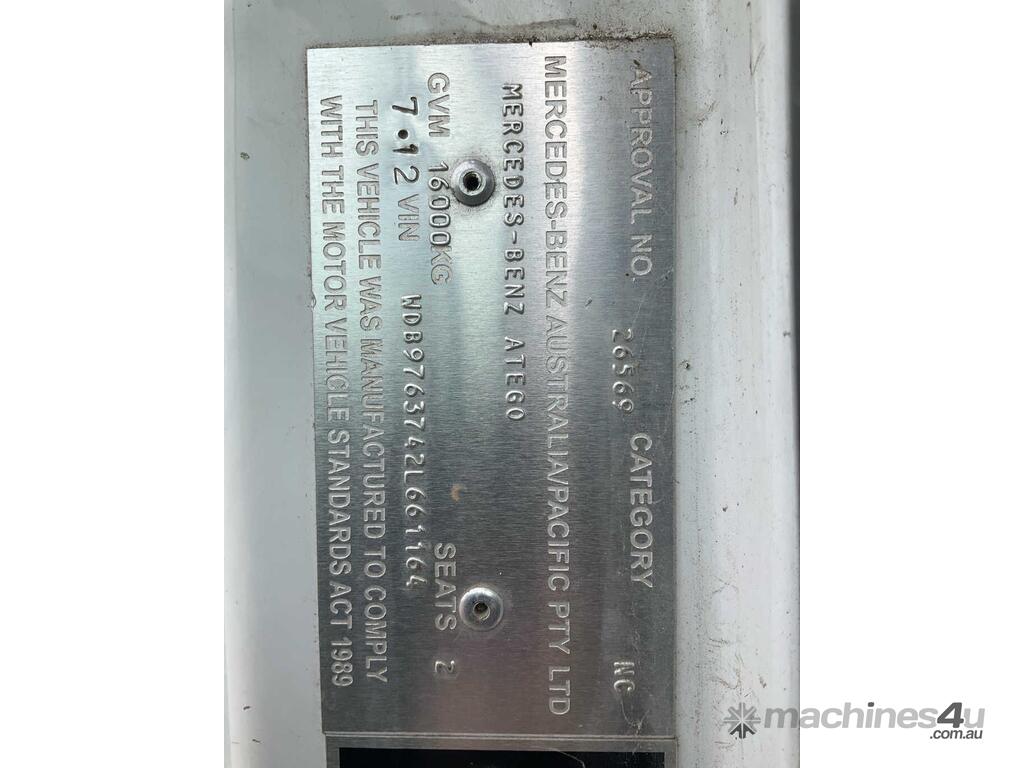 APPROVAL NO. 26569 CATEGORY NC
MERCEDES-BENZ AUSTRALIA/PACIFIC PTY LTD
MERCEDES-BENZ ATEGO
GVM 16000KG SEATS 2
7.12 VIN WDB9763742L661164
THIS VEHICLE WAS MANUFACTURED TO COMPLY
WITH THE MOTOR VEHICLE STANDARDS ACT 1989
machines4u
.com.au